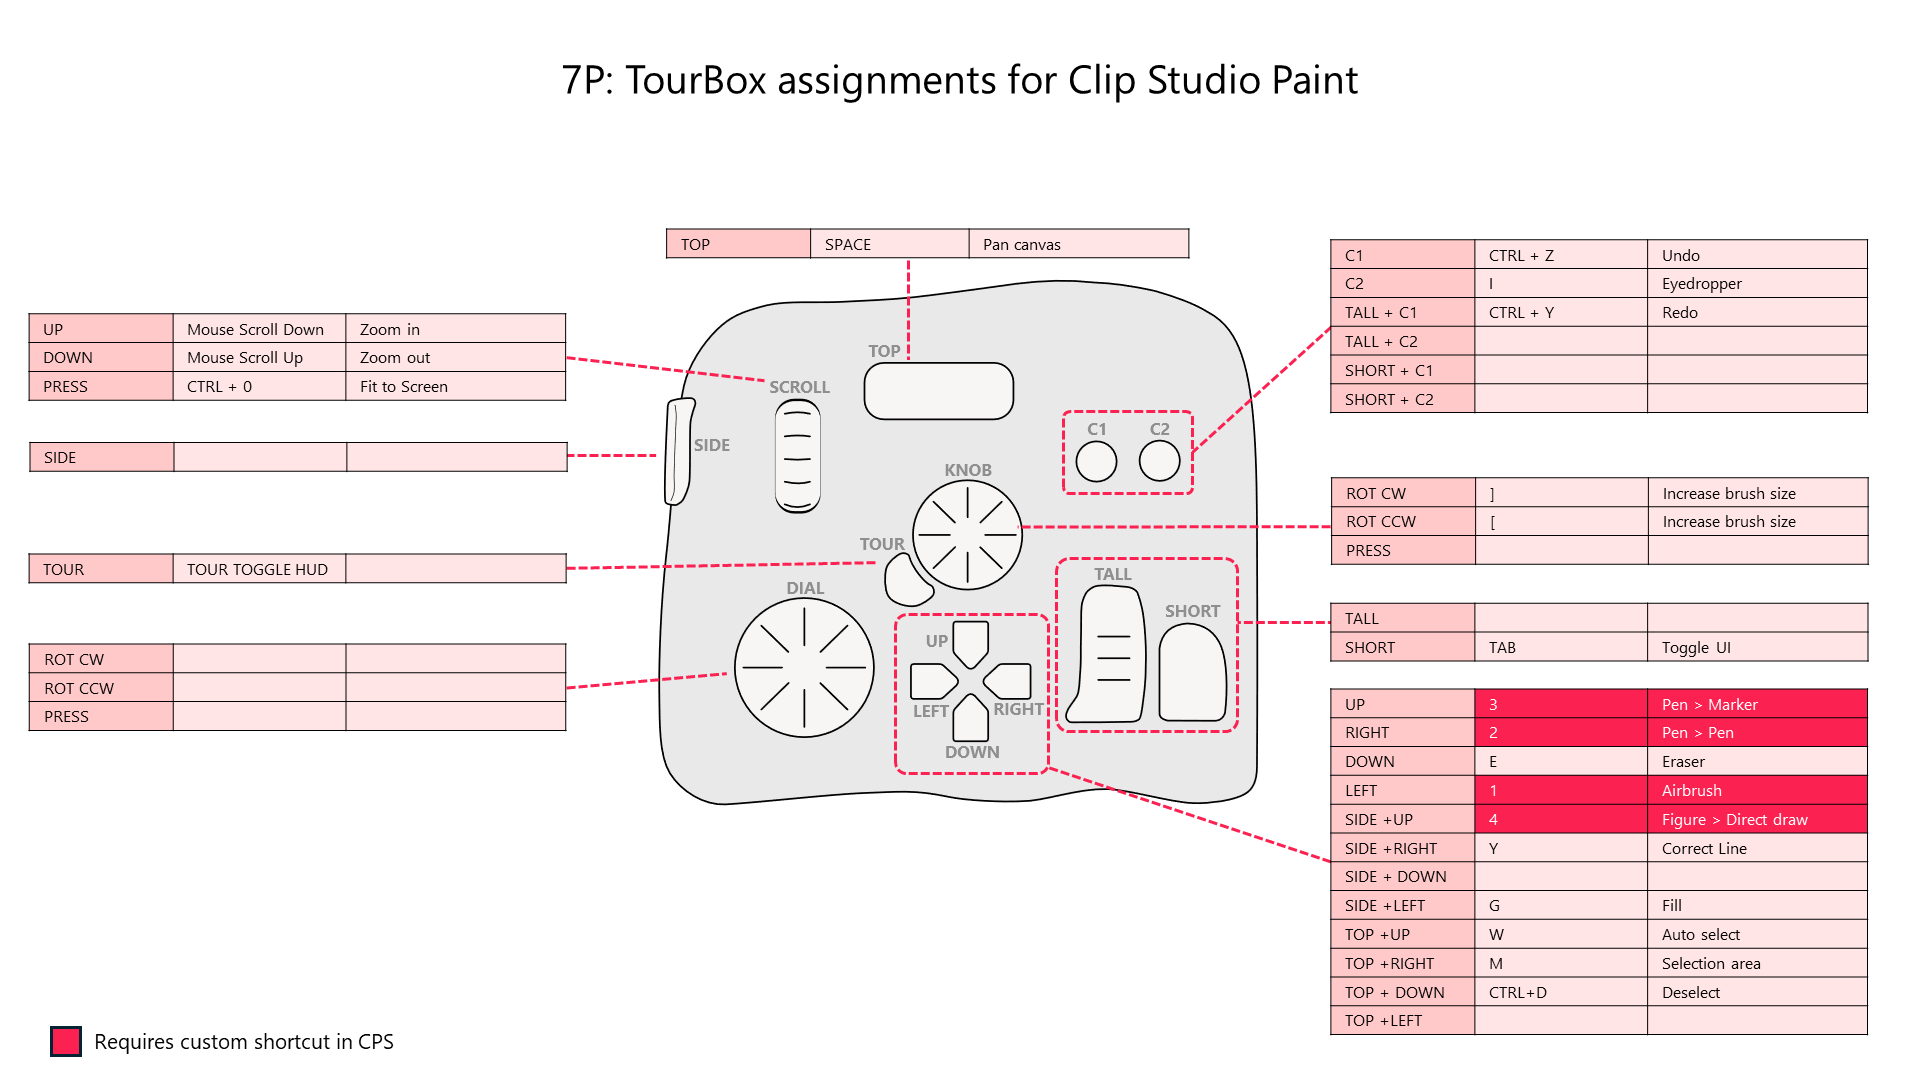 7P: TourBox assignments for Clip Studio Paint
TOP SPACE Pan canvas
UP Mouse Scroll Down Zoom in
DOWN Mouse Scroll Up Zoom out
PRESS CTRL + 0 Fit to Screen
SIDE
TOUR TOUR TOGGLE HUD
ROT CW
ROT CCW
PRESS
TOP
SCROLL
SIDE
C1 C2
KNOB
TOUR
DIAL
TALL
SHORT
UP
LEFT RIGHT
DOWN
C1 CTRL + Z Undo
C2 I Eyedropper
TALL + C1 CTRL + Y Redo
TALL + C2
SHORT + C1
SHORT + C2
ROT CW ] Increase brush size
ROT CCW [ Increase brush size
PRESS
TALL
SHORT TAB Toggle UI
UP 3 Pen > Marker
RIGHT 2 Pen > Pen
DOWN E Eraser
LEFT 1 Airbrush
SIDE +UP 4 Figure > Direct draw
SIDE +RIGHT Y Correct Line
SIDE + DOWN
SIDE +LEFT G Fill
TOP +UP W Auto select
TOP +RIGHT M Selection area
TOP + DOWN CTRL+D Deselect
TOP +LEFT
Requires custom shortcut in CPS